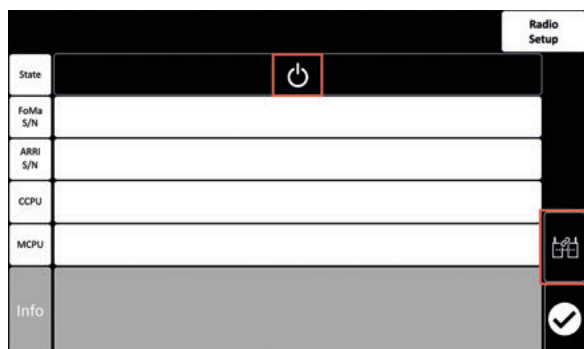 Radio
Setup
State
FoMa
S/N
ARRI
S/N
CCPU
MCPU
Info